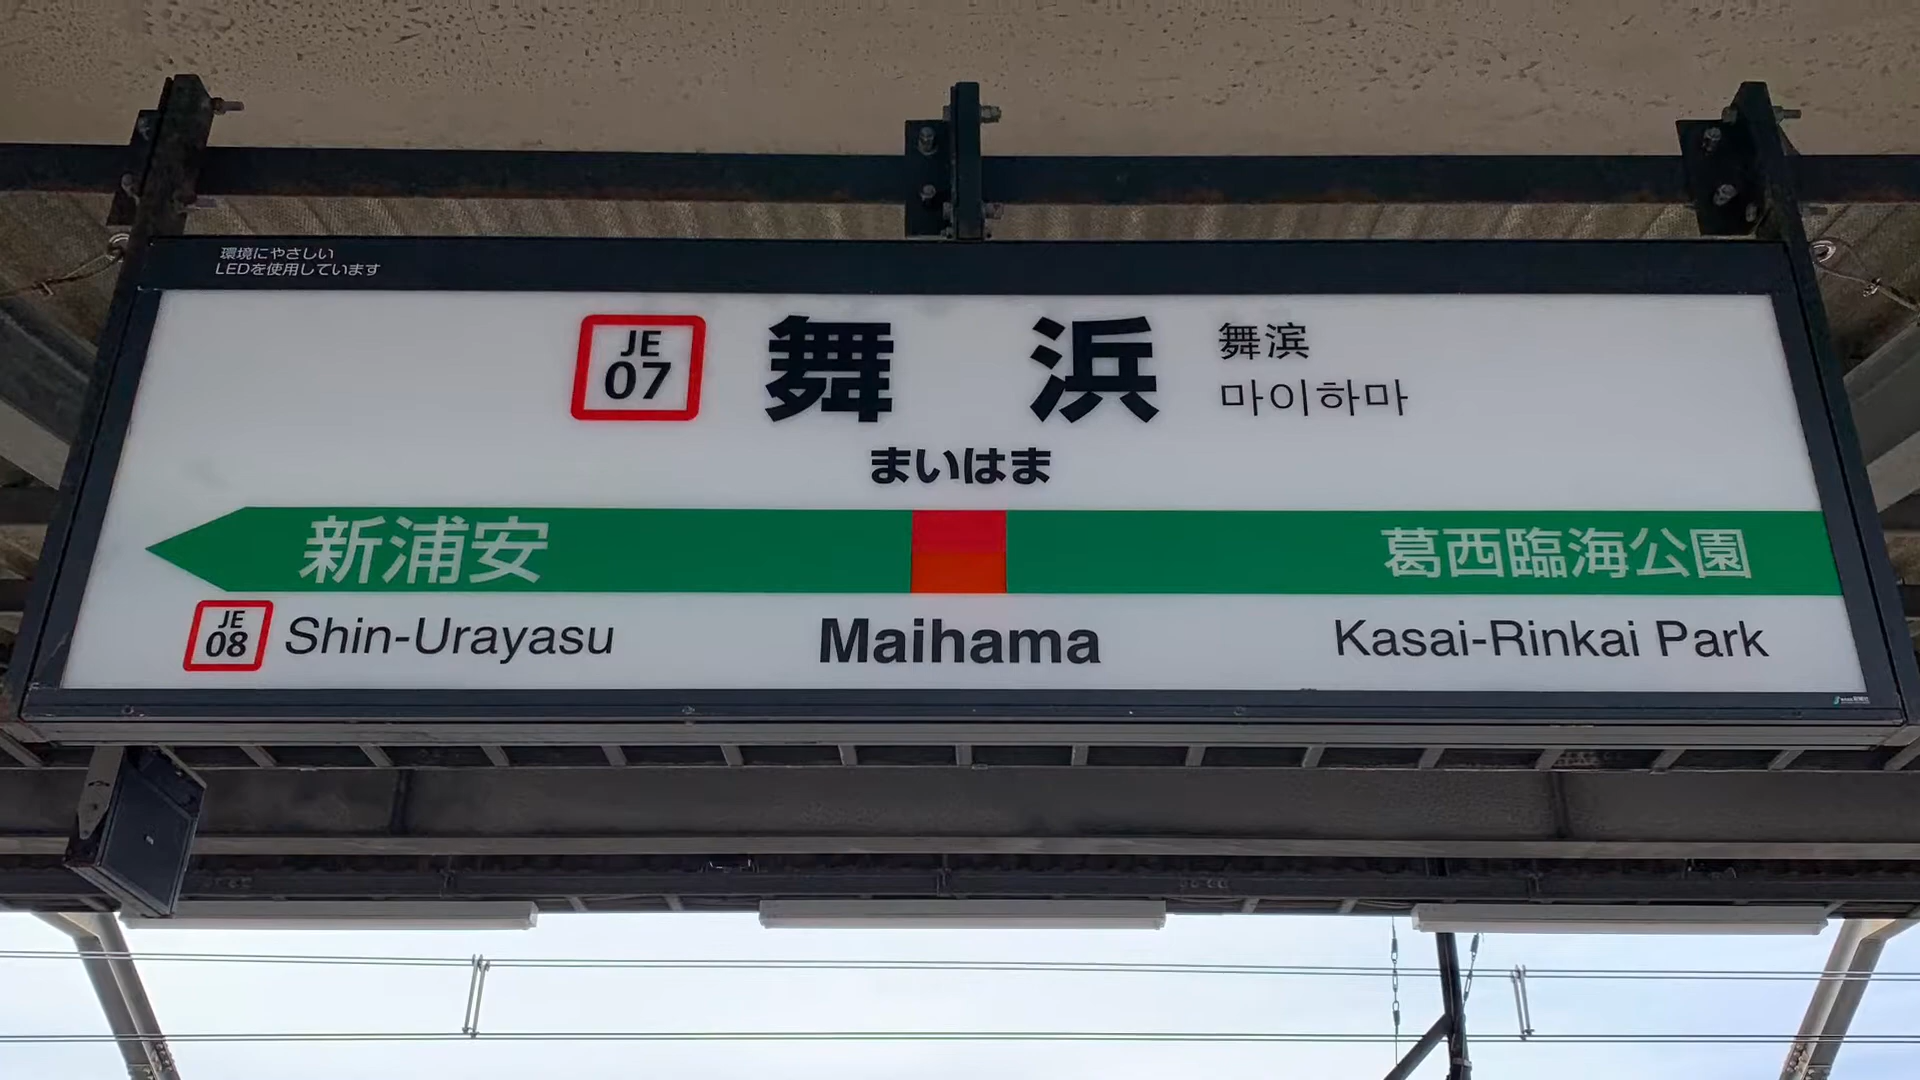 環境にやさしい
LEDを使用しています
JE
07
舞浜
舞滨
마이하마
まいはま
新浦安
葛西臨海公園
JE
08
Shin-Urayasu
Maihama
Kasai-Rinkai Park